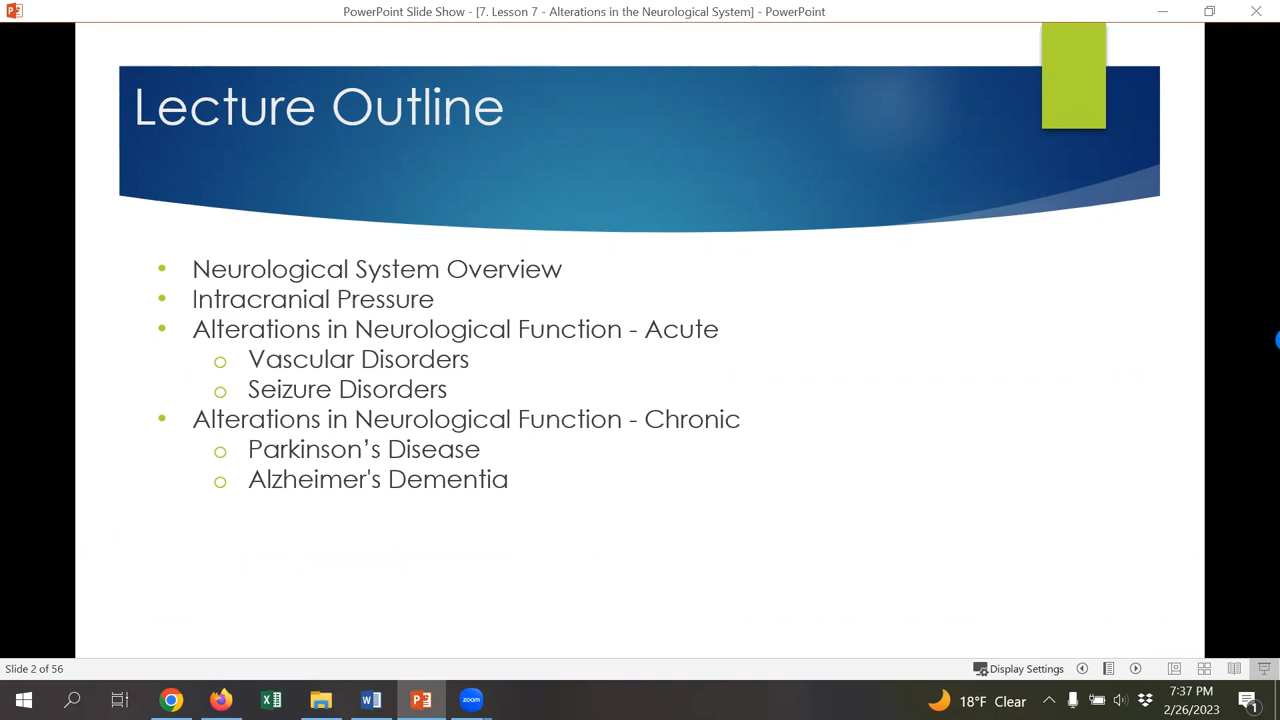 PowerPoint Slide Show - [7. Lesson 7 - Alterations in the Neurological System] - PowerPoint
Lecture Outline
• Neurological System Overview
• Intracranial Pressure
• Alterations in Neurological Function - Acute
o Vascular Disorders
o Seizure Disorders
• Alterations in Neurological Function - Chronic
o Parkinson’s Disease
o Alzheimer's Dementia
Slide 2 of 56
Display Settings
zoom
18°F Clear
7:37 PM
2/26/2023
1